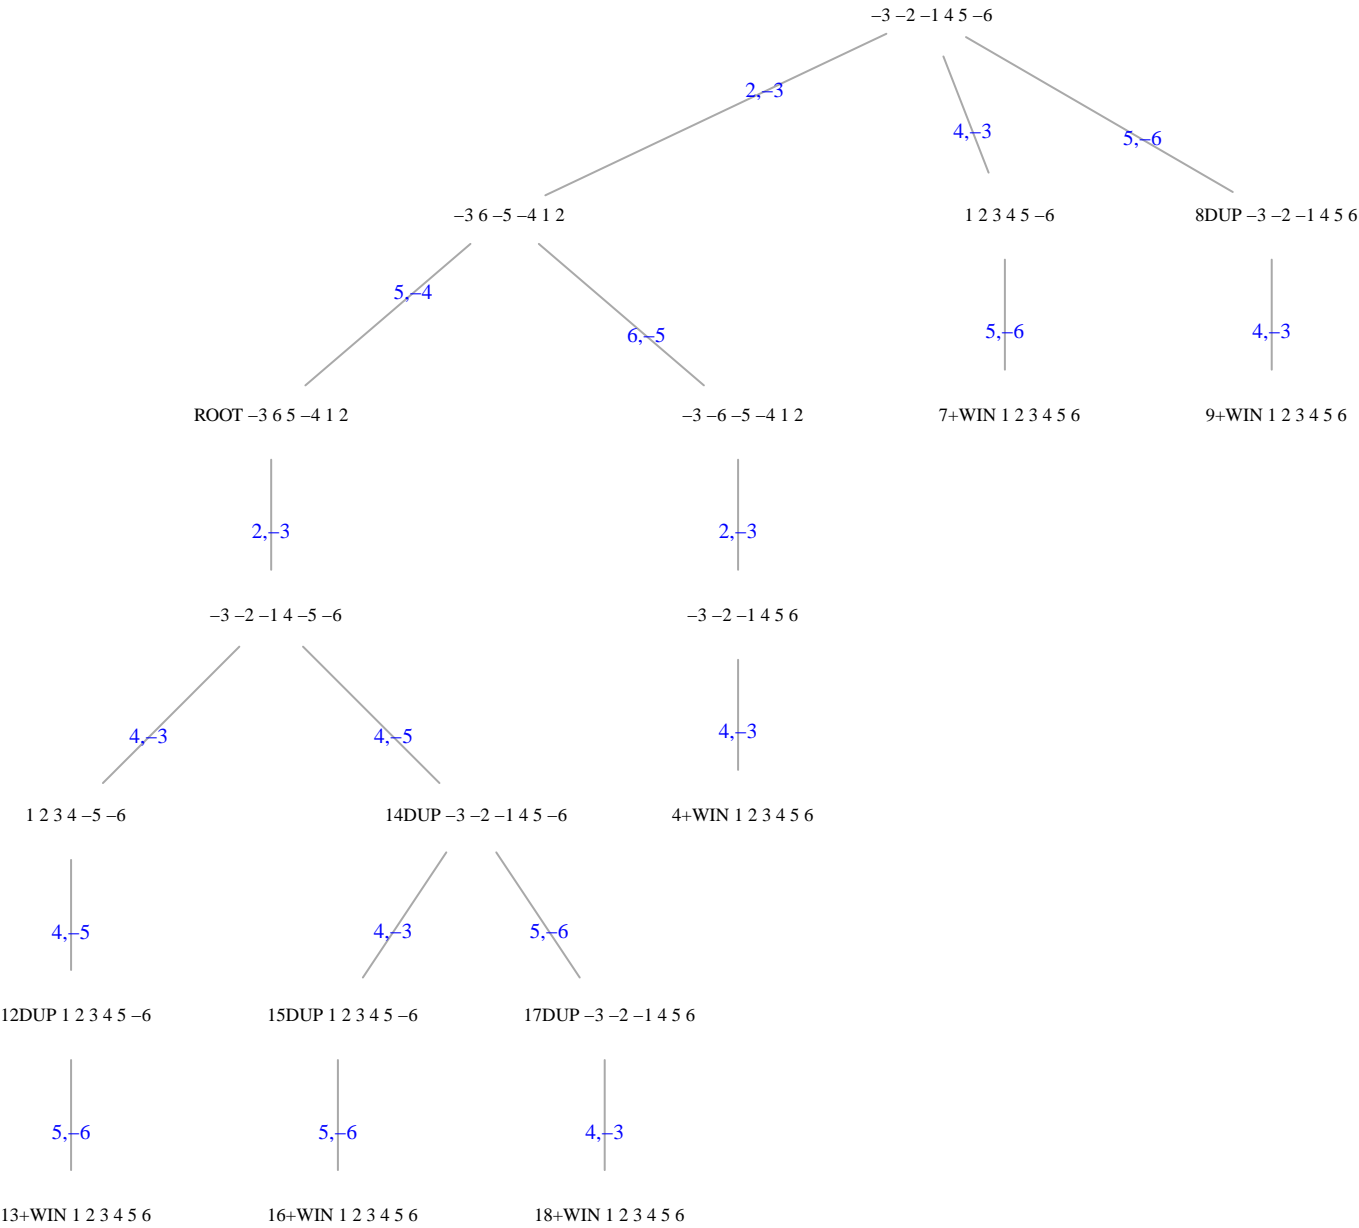 –3 –2 –1 4 5 –6
2,–3
4,–3
5,–6
–3 6 –5 –4 1 2
1 2 3 4 5 –6
8DUP –3 –2 –1 4 5 6
5,–4
6,–5
5,–6
4,–3
ROOT –3 6 5 –4 1 2
–3 –6 –5 –4 1 2
7+WIN 1 2 3 4 5 6
9+WIN 1 2 3 4 5 6
2,–3
2,–3
–3 –2 –1 4 –5 –6
–3 –2 –1 4 5 6
4,–3
4,–5
4,–3
1 2 3 4 –5 –6
14DUP –3 –2 –1 4 5 –6
4+WIN 1 2 3 4 5 6
4,–5
4,–3
5,–6
12DUP 1 2 3 4 5 –6
15DUP 1 2 3 4 5 –6
17DUP –3 –2 –1 4 5 6
5,–6
5,–6
4,–3
13+WIN 1 2 3 4 5 6
16+WIN 1 2 3 4 5 6
18+WIN 1 2 3 4 5 6